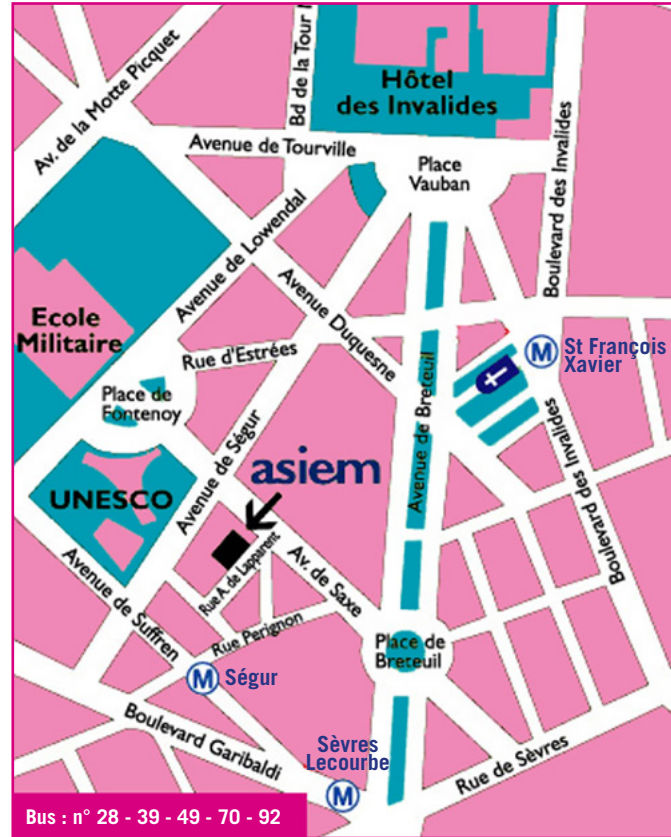 Av. de la Motte Picquet
Bd de la Tour
Hôtel
des Invalides
Avenue de Tourville
Place
Vauban
Boulevard des Invalides
Avenue de Lowendal
Avenue Duquesne
Ecole
Militaire
Rue d'Estrées
M
St François
Xavier
Place de
Fontenoy
Avenue de Ségur
Avenue de Breteuil
asiem
UNESCO
Boulevard des Invalides
Av. de Saxe
Rue A. de Lapparent
Avenue de Suffren
Rue Perignon
Place de
Breteuil
M
Ségur
Boulevard Garibaldi
Sèvres
Lecourbe
M
Rue de Sèvres
Bus : n° 28 - 39 - 49 - 70 - 92